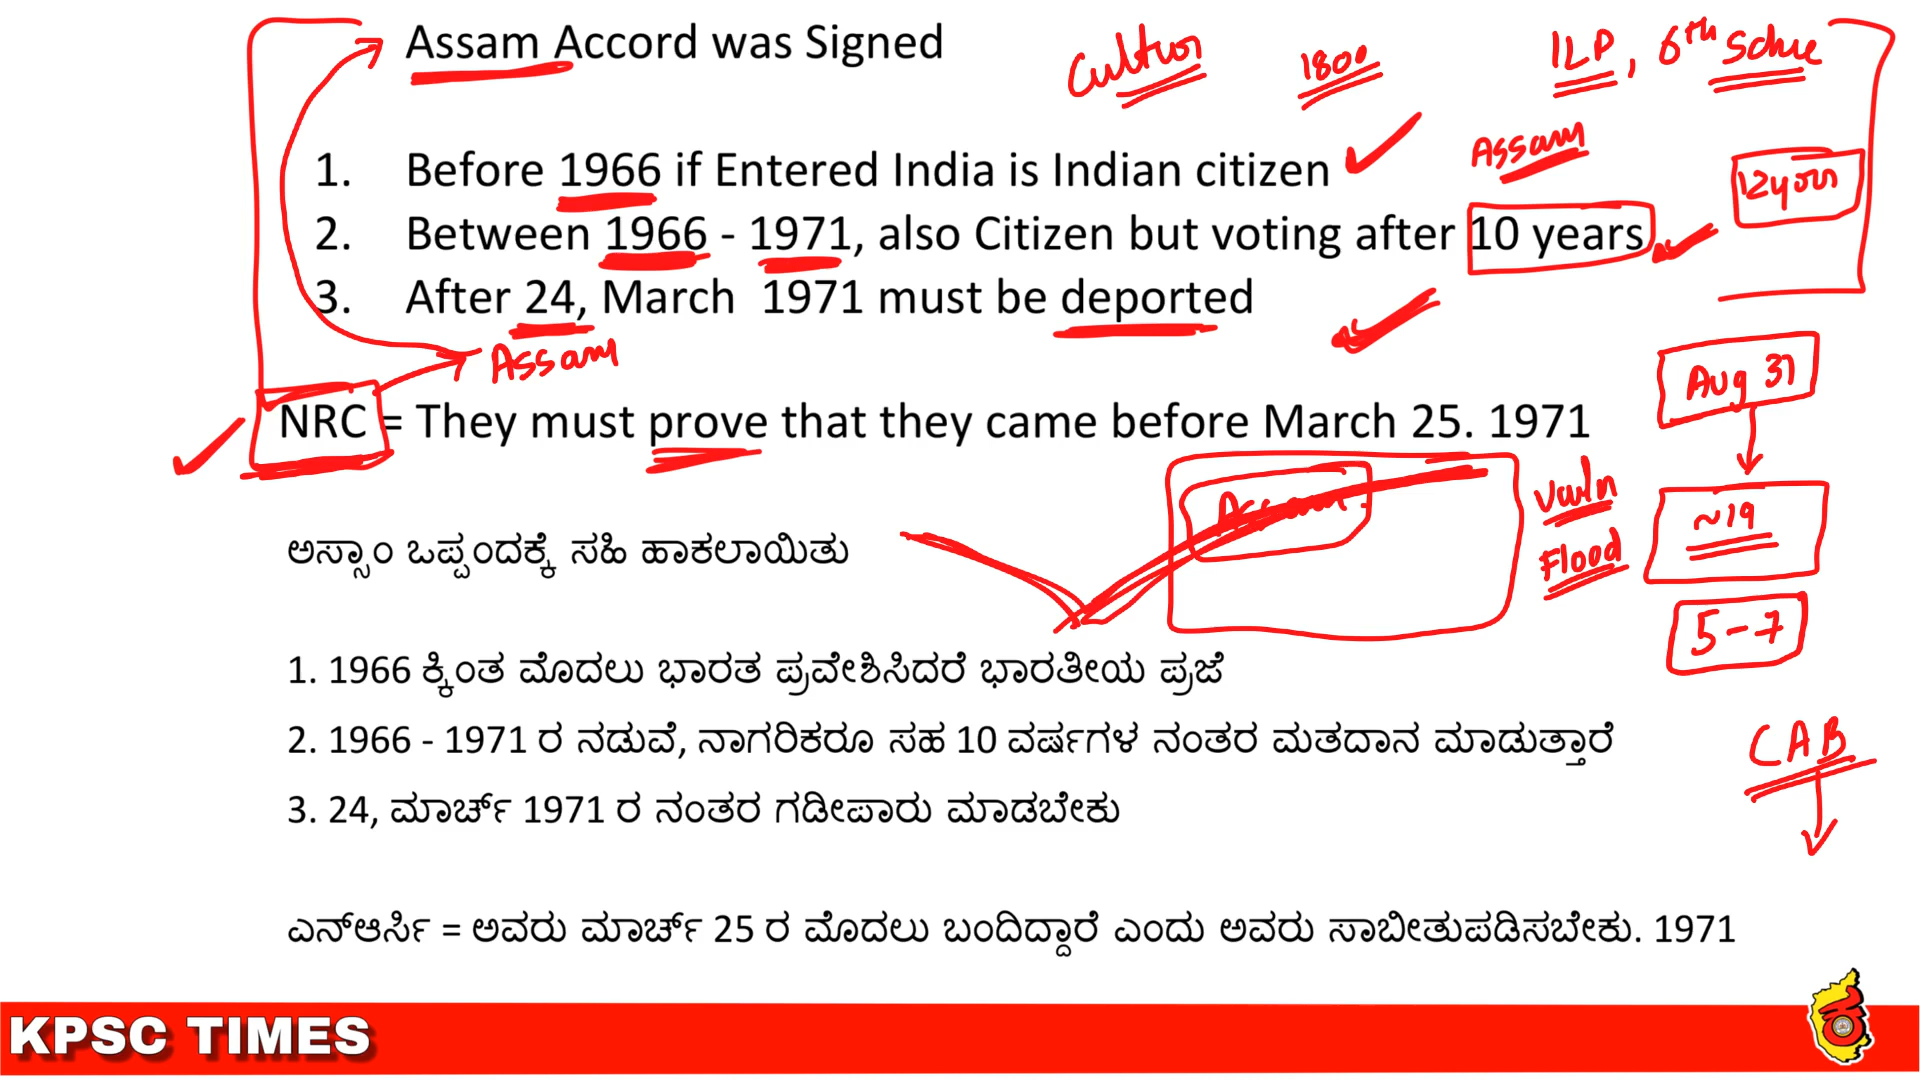 Assam Accord was Signed
1800
ILP, 6th
Assam
1. Before 1966 if Entered India is Indian citizen
2. Between 1966 - 1971, also Citizen but voting after 10 years
3. After 24, March 1971 must be deported
Assam
Aug 31
NRC = They must prove that they came before March 25. 1971
Assam
~19
Flood
5-7
ಅಸ್ಸಾಂ ಒಪ್ಪಂದಕ್ಕೆ ಸಹಿ ಹಾಕಲಾಯಿತು
1. 1966 ಕ್ಕಿಂತ ಮೊದಲು ಭಾರತ ಪ್ರವೇಶಿಸಿದರೆ ಭಾರತೀಯ ಪ್ರಜೆ
2. 1966 - 1971 ರ ನಡುವೆ, ನಾಗರಿಕರೂ ಸಹ 10 ವರ್ಷಗಳ ನಂತರ ಮತದಾನ ಮಾಡುತ್ತಾರೆ
CAB
3. 24, ಮಾರ್ಚ್ 1971 ರ ನಂತರ ಗಡೀಪಾರು ಮಾಡಬೇಕು
ಎನ್ಆರ್ಸಿ = ಅವರು ಮಾರ್ಚ್ 25 ರ ಮೊದಲು ಬಂದಿದ್ದಾರೆ ಎಂದು ಅವರು ಸಾಬೀತುಪಡಿಸಬೇಕು. 1971
KPSC TIMES